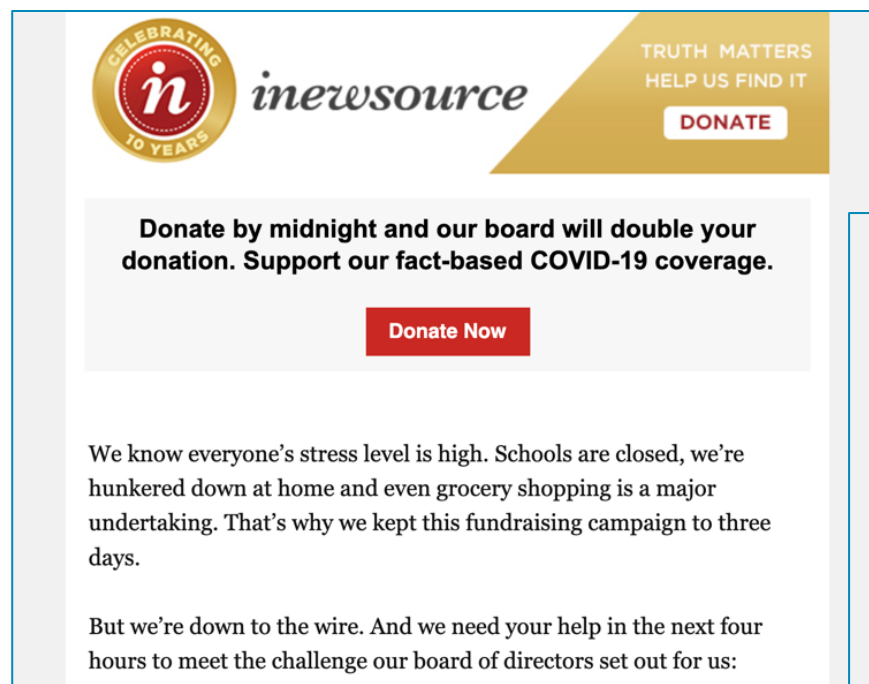 CELEBRATING
in
10 YEARS
inewsource
TRUTH MATTERS
HELP US FIND IT
DONATE
Donate by midnight and our board will double your
donation. Support our fact-based COVID-19 coverage.
Donate Now
We know everyone’s stress level is high. Schools are closed, we’re
hunkered down at home and even grocery shopping is a major
undertaking. That’s why we kept this fundraising campaign to three
days.
But we’re down to the wire. And we need your help in the next four
hours to meet the challenge our board of directors set out for us: